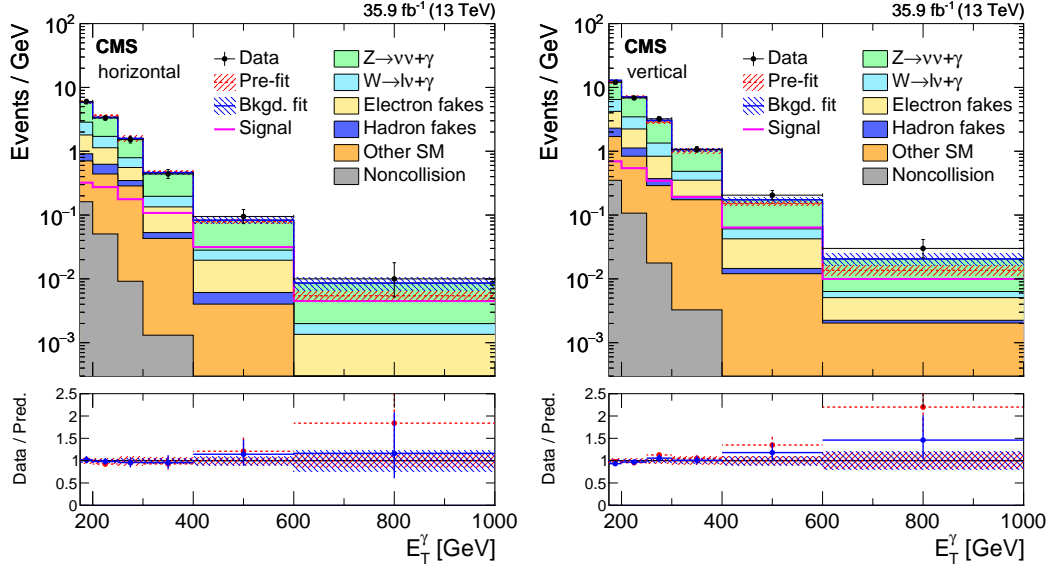 35.9 fb⁻¹ (13 TeV)
CMS
horizontal
Data
Pre-fit
Bkgd. fit
Signal
Z→νν+γ
W→lν+γ
Electron fakes
Hadron fakes
Other SM
Noncollision
Events / GeV
10²
10
1
10⁻¹
10⁻²
10⁻³
Data / Pred.
2.5
2
1.5
1
0.5
0
200 400 600 800 1000
E_T^γ [GeV]
35.9 fb⁻¹ (13 TeV)
CMS
vertical
Data
Pre-fit
Bkgd. fit
Signal
Z→νν+γ
W→lν+γ
Electron fakes
Hadron fakes
Other SM
Noncollision
Events / GeV
10²
10
1
10⁻¹
10⁻²
10⁻³
Data / Pred.
2.5
2
1.5
1
0.5
0
200 400 600 800 1000
E_T^γ [GeV]